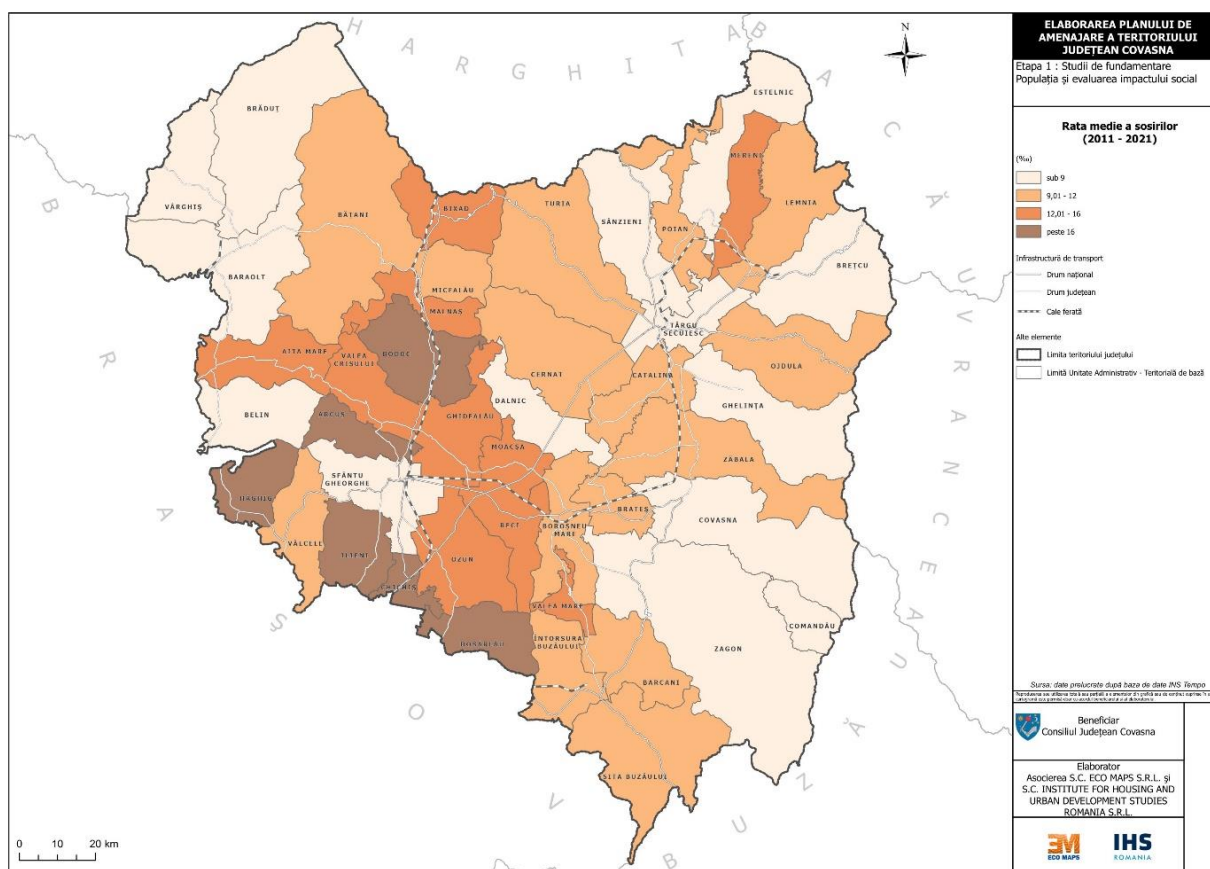 HARGHITA
BACĂU
VRANCEA
BUZĂU
BRAȘOV
N
ESTELNIC
BRĂDUȚ
MERENI
LEMNIA
VÂRGHIȘ
BĂȚANI
BIXAD
TURIA
SÂNZIENI
POIAN
BREȚCU
BARAOLT
MICFALĂU
MALNAȘ
TÂRGU
SECUIESC
AITA MARE
VALEA
CRIȘULUI
BODOC
CERNAT
CATALINA
OJDULA
DALNIC
GHELINȚA
BELIN
ARCUȘ
GHIDFALĂU
MOACȘA
ZĂBALA
SFÂNTU
GHEORGHE
HĂGHIG
RECI
BOROȘNEU
MARE
BRATEȘ
COVASNA
VÂLCELE
ILIENI
OZUN
CHICHIȘ
VALEA MARE
COMANDĂU
DOBÂRLĂU
ÎNTORSURA
BUZĂULUI
ZAGON
BARCANI
SITA BUZĂULUI
0 10 20 km
ELABORAREA PLANULUI DE
AMENAJARE A TERITORIULUI
JUDEȚEAN COVASNA
Etapa 1 : Studii de fundamentare
Populația și evaluarea impactului social
Rata medie a sosirilor
(2011 - 2021)
(‰)
sub 9
9,01 - 12
12,01 - 16
peste 16
Infrastructură de transport
Drum național
Drum județean
Cale ferată
Alte elemente
Limita teritoriului județului
Limită Unitate Administrativ - Teritorială de bază
Sursa: date prelucrate după baza de date INS Tempo
Beneficiar
Consiliul Județean Covasna
Elaborator
Asocierea S.C. ECO MAPS S.R.L. și
S.C. INSTITUTE FOR HOUSING AND
URBAN DEVELOPMENT STUDIES
ROMANIA S.R.L.
EM
ECO MAPS
IHS
ROMANIA